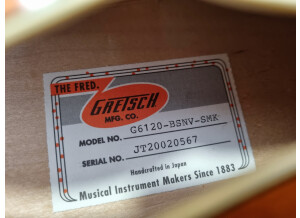 THE FRED.
GRETSCH
MFG. CO.
MODEL NO. G6120-BSNV-SMK
SERIAL NO. JT20020567
Handcrafted in Japan
Musical Instrument Makers Since 1883